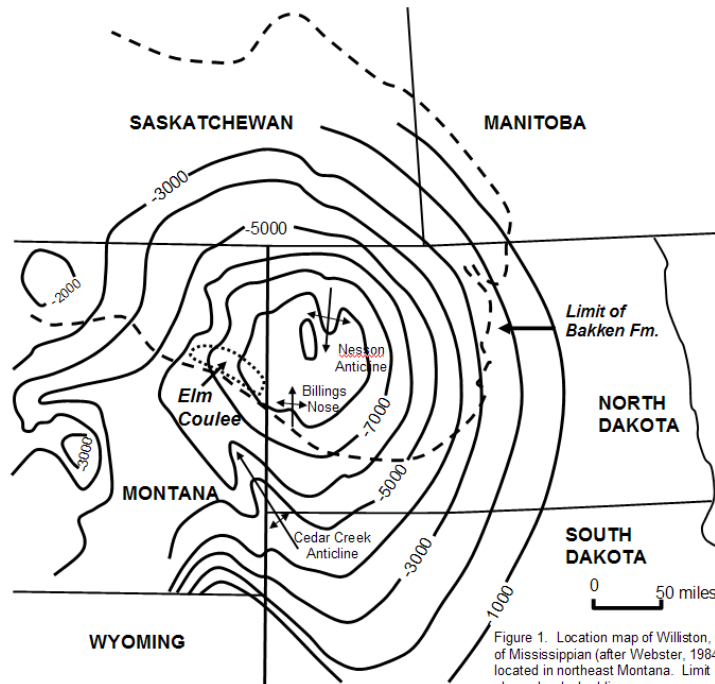 SASKATCHEWAN
MANITOBA
-3000
-5000
-2000
Limit of
Bakken Fm.
Nesson
Anticline
Elm
Coulee
Billings
Nose
-7000
NORTH
DAKOTA
-3000
MONTANA
-5000
Cedar Creek
Anticline
SOUTH
DAKOTA
-3000
0 50 miles
-1000
WYOMING
Figure 1. Location map of Williston,
of Mississippian (after Webster, 1984
located in northeast Montana. Limit